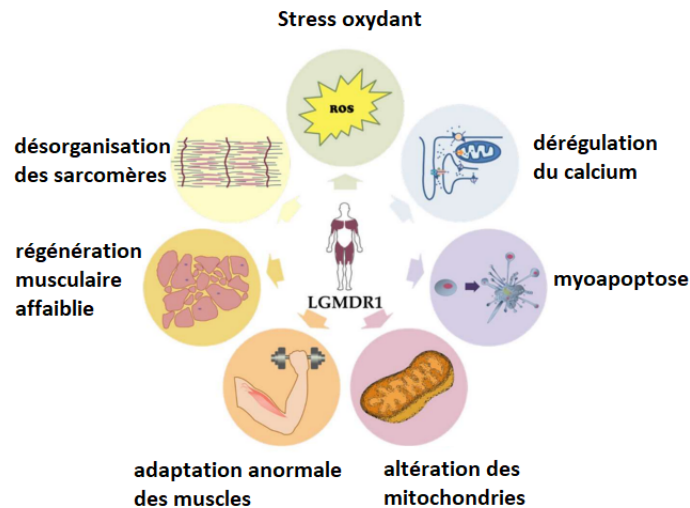 Stress oxydant
ROS
désorganisation
des sarcomères
dérégulation
du calcium
régénération
musculaire
affaiblie
LGMDR1
myoapoptose
adaptation anormale
des muscles
altération des
mitochondries